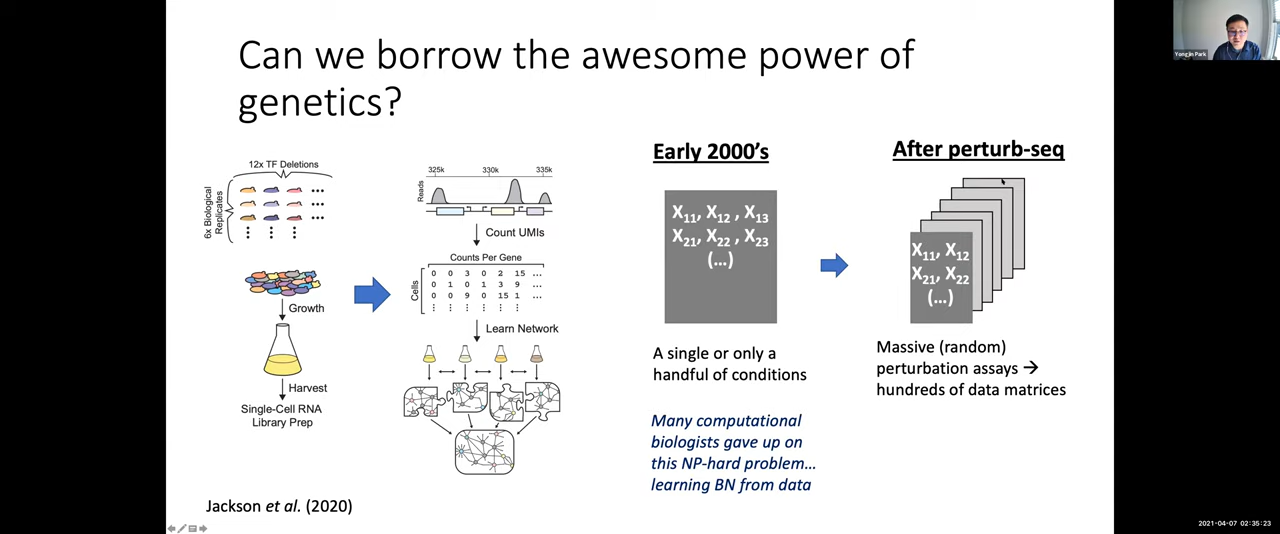 Can we borrow the awesome power of
genetics?
12x TF Deletions
6x Biological
Replicates
Growth
Harvest
Single-Cell RNA
Library Prep
325k 330k 335k
Reads
Count UMIs
Counts Per Gene
Cells
0 0 3 0 2 15 ...
0 1 0 1 3 9 ...
0 0 9 0 15 1 ...
Learn Network
Early 2000's
X11, X12 , X13
X21, X22 , X23
(...)
A single or only a
handful of conditions
Many computational
biologists gave up on
this NP-hard problem...
learning BN from data
After perturb-seq
X11, X12
X21, X22
(...)
Massive (random)
perturbation assays →
hundreds of data matrices
Jackson et al. (2020)
Yongjin Park
2021-04-07 02:35:23